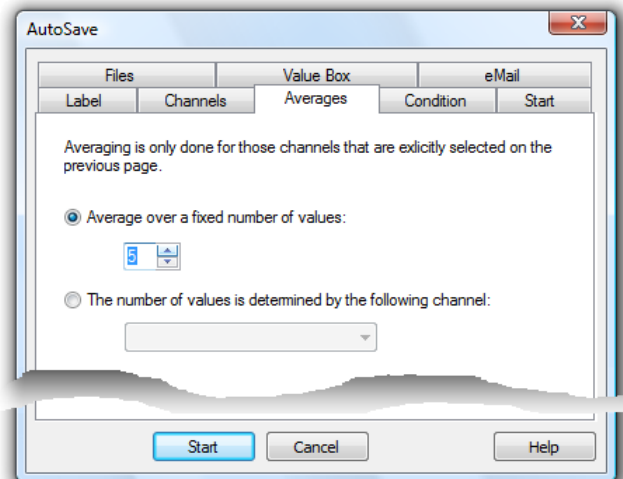 AutoSave
Files Value Box eMail
Label Channels Averages Condition Start
Averaging is only done for those channels that are exlicitly selected on the
previous page.
Average over a fixed number of values:
5
The number of values is determined by the following channel:
Start Cancel Help